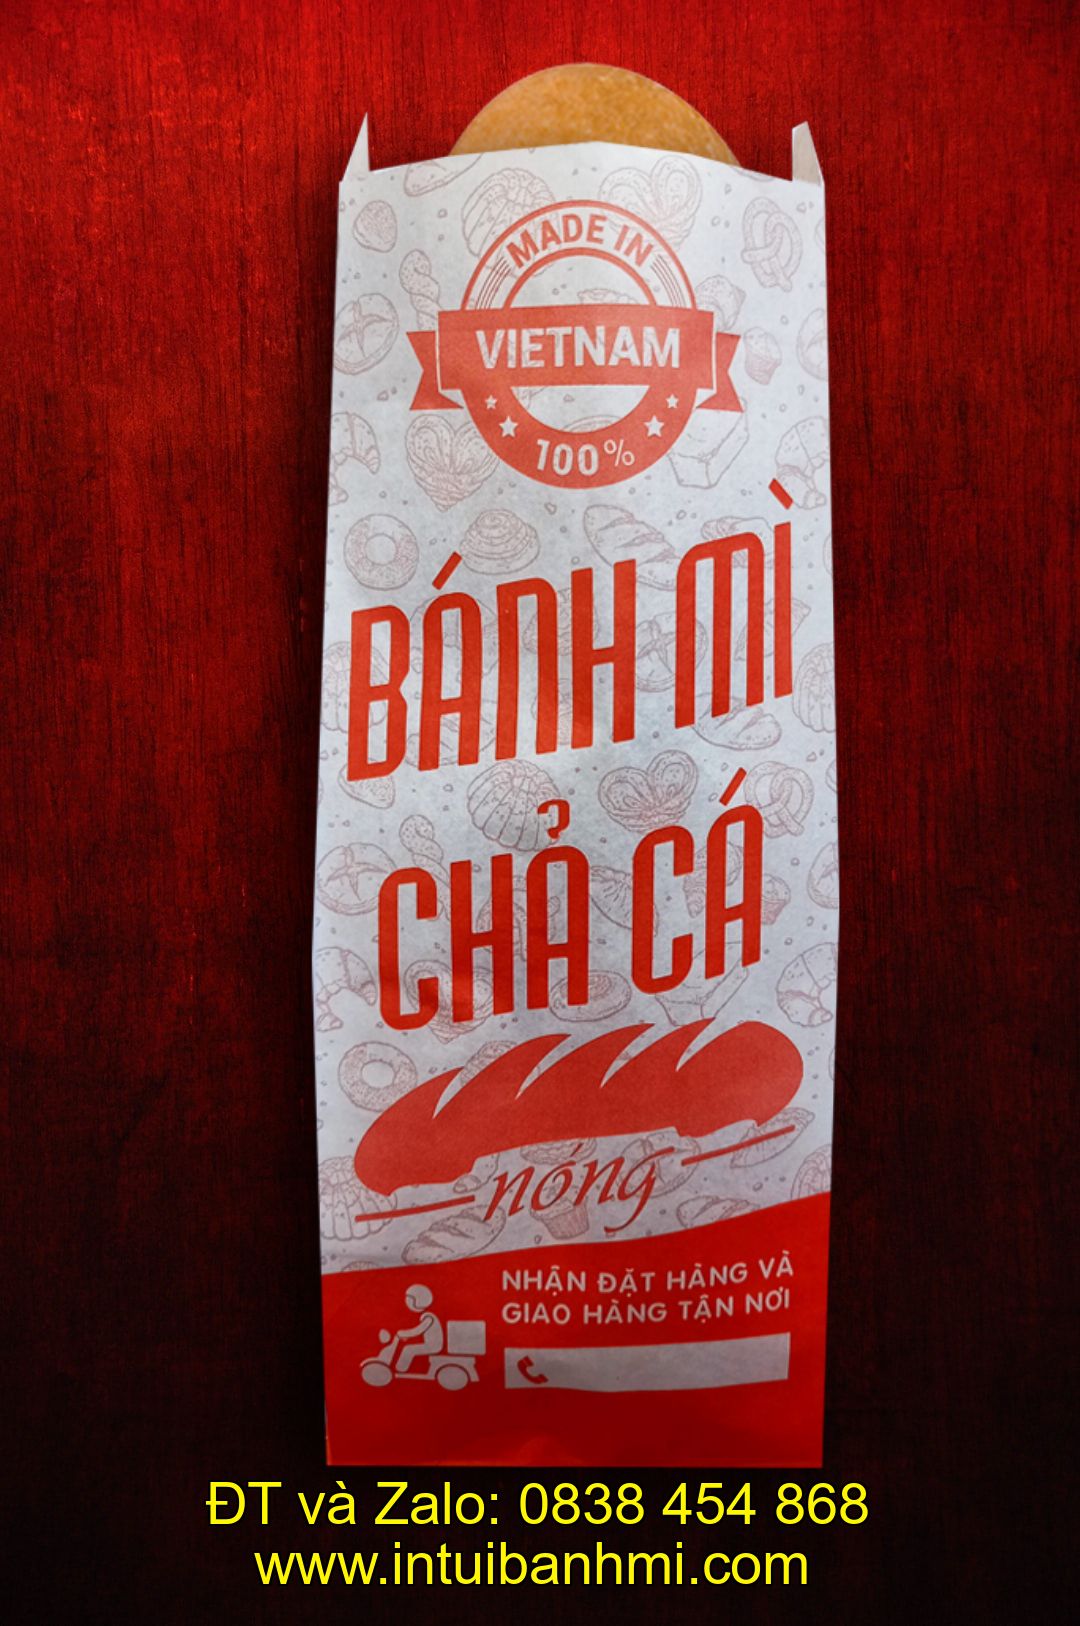 MADE IN
VIETNAM
100%
BÁNH MÌ
CHẢ CÁ
nóng
NHẬN ĐẶT HÀNG VÀ
GIAO HÀNG TẬN NƠI
ĐT và Zalo: 0838 454 868
www.intuibanhmi.com